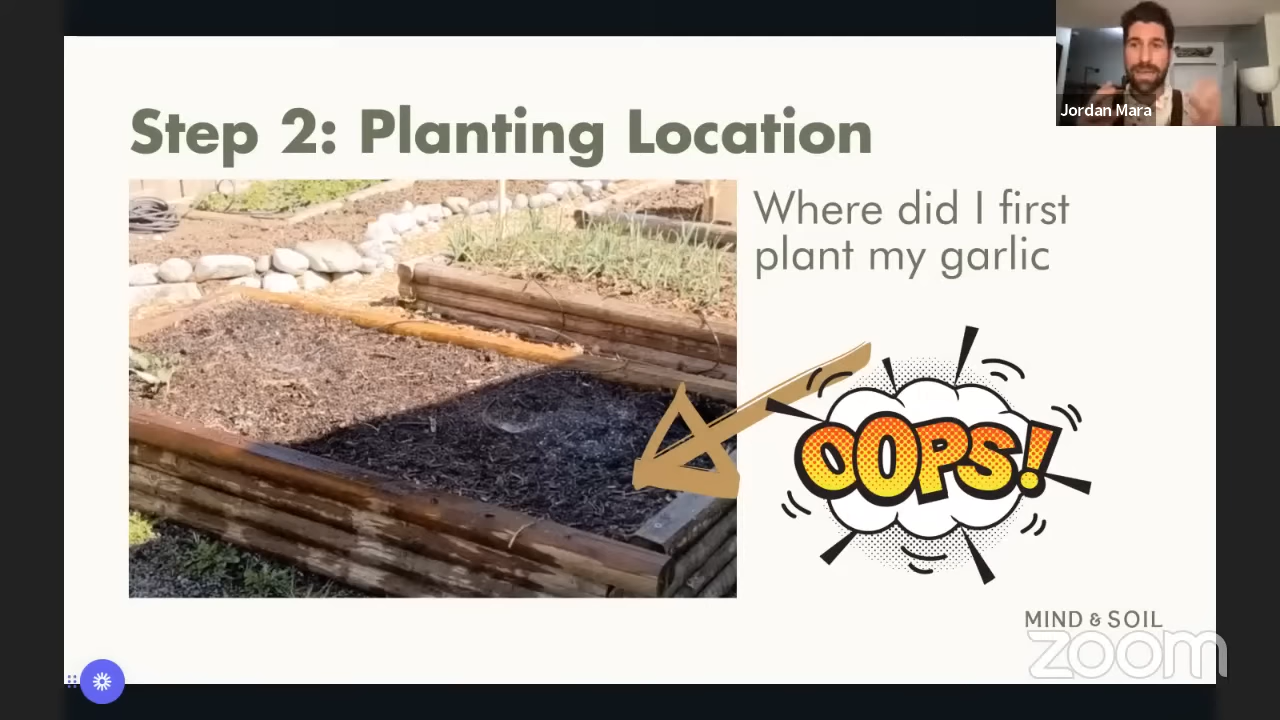 Jordan Mara
Step 2: Planting Location
Where did I first
plant my garlic
OOPS!
MIND & SOIL
zoom